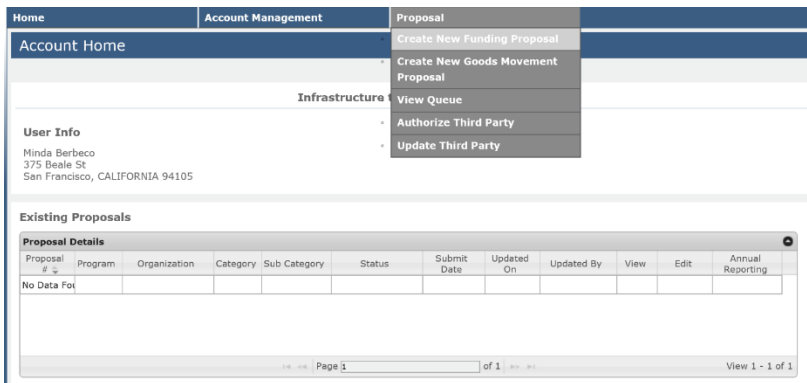 Home Account Management Proposal
Account Home
Create New Funding Proposal
Create New Goods Movement
Proposal
Infrastructure
View Queue
Authorize Third Party
Update Third Party
User Info
Minda Berbeco
375 Beale St
San Francisco, CALIFORNIA 94105
Existing Proposals
Proposal Details
Proposal # Program Organization Category Sub Category Status Submit Date Updated On Updated By View Edit Annual Reporting
No Data Fou
Page 1 of 1 View 1 - 1 of 1